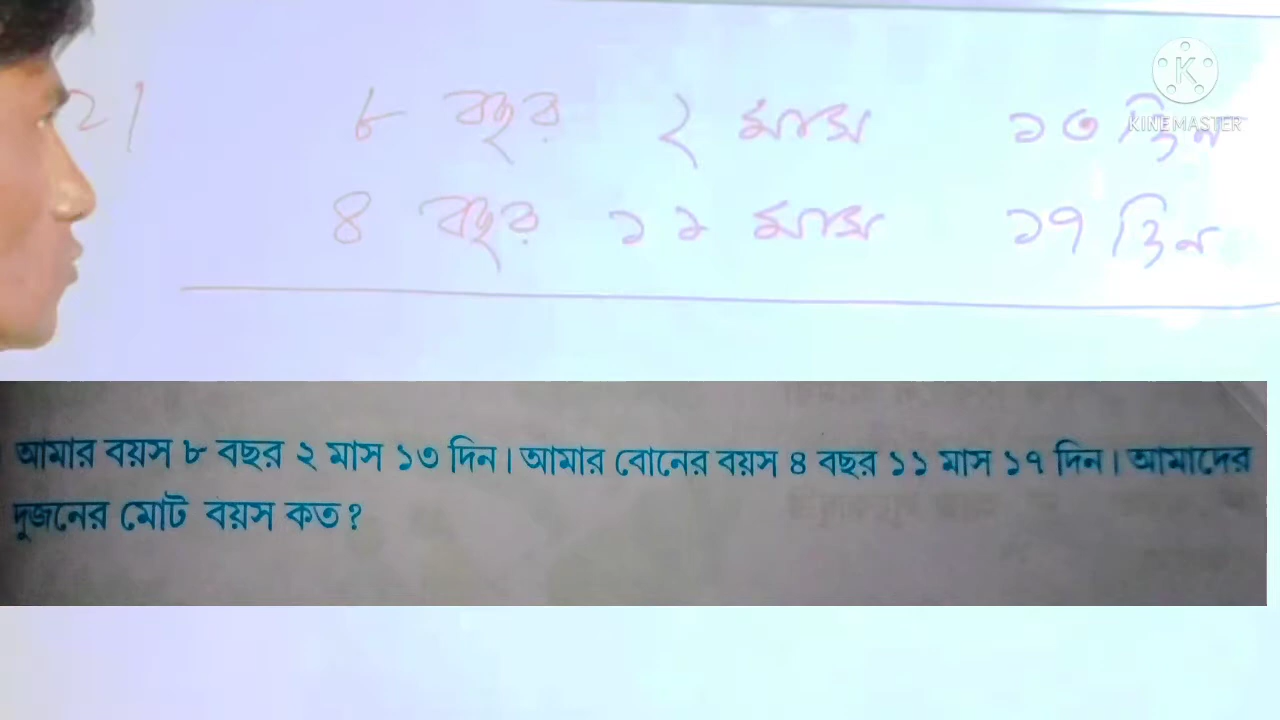 ২। ৮ বছর ২ মাস ১৩ দিন
৪ বছর ১১ মাস ১৭ দিন
KINEMASTER
আমার বয়স ৮ বছর ২ মাস ১৩ দিন। আমার বোনের বয়স ৪ বছর ১১ মাস ১৭ দিন। আমাদের
দুজনের মোট বয়স কত?